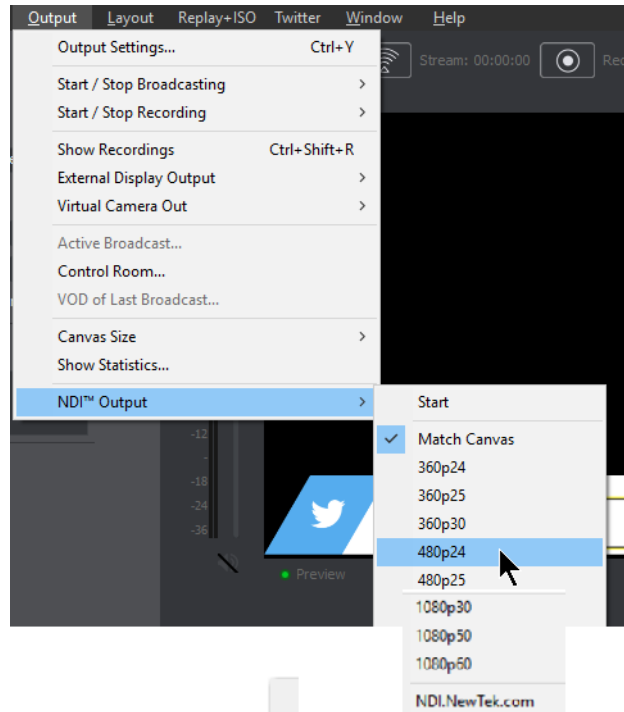 Output Layout Replay+ISO Twitter Window Help
Output Settings... Ctrl+Y
Stream: 00:00:00 Rec
Start / Stop Broadcasting
Start / Stop Recording
Show Recordings Ctrl+Shift+R
External Display Output
Virtual Camera Out
Active Broadcast...
Control Room...
VOD of Last Broadcast...
Canvas Size
Show Statistics...
NDI™ Output
Start
-12
Match Canvas
-
360p24
-18
360p25
-24
360p30
-36
480p24
Preview
480p25
1080p30
1080p50
1080p60
NDI.NewTek.com